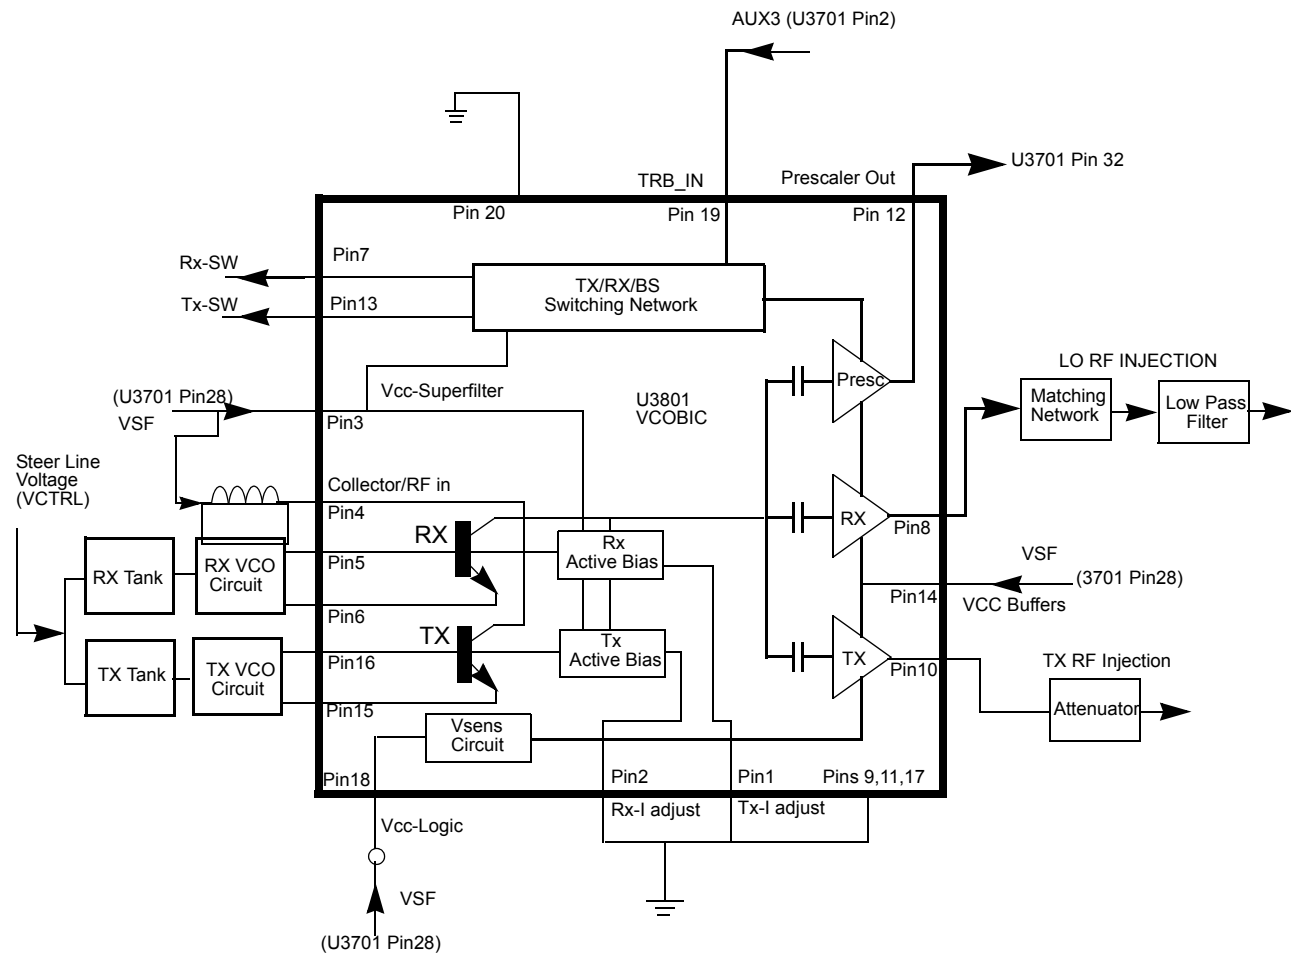 AUX3 (U3701 Pin2)
U3701 Pin 32
TRB_IN
Prescaler Out
Pin 20
Pin 19
Pin 12
Rx-SW
Pin7
Tx-SW
Pin13
TX/RX/BS
Switching Network
LO RF INJECTION
Presc
Matching
Network
Low Pass
Filter
(U3701 Pin28)
VSF
Vcc-Superfilter
Pin3
U3801
VCOBIC
Steer Line
Voltage
(VCTRL)
Collector/RF in
Pin4
RX
RX
Pin8
Rx
Active Bias
RX Tank
RX VCO
Circuit
Pin5
VSF
(3701 Pin28)
Pin14
VCC Buffers
Pin6
TX
Tx
Active Bias
TX
Pin10
TX RF Injection
TX Tank
TX VCO
Circuit
Pin16
Pin15
Attenuator
Vsens
Circuit
Pin18
Pin2
Pin1
Pins 9,11,17
Rx-I adjust
Tx-I adjust
Vcc-Logic
VSF
(U3701 Pin28)